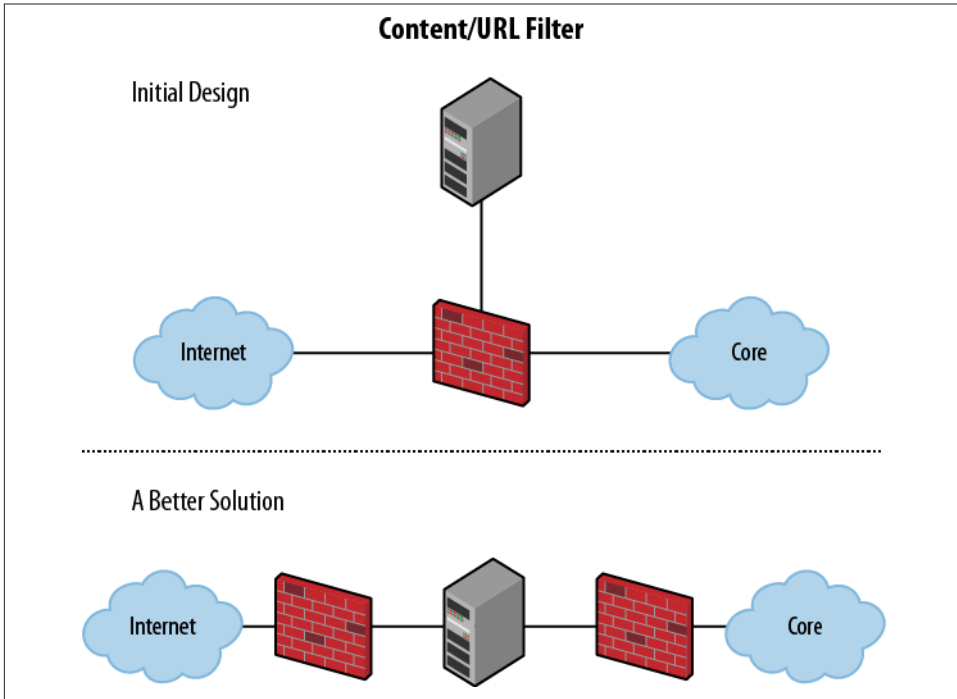 Content/URL Filter
Initial Design
Internet
Core
A Better Solution
Internet
Core